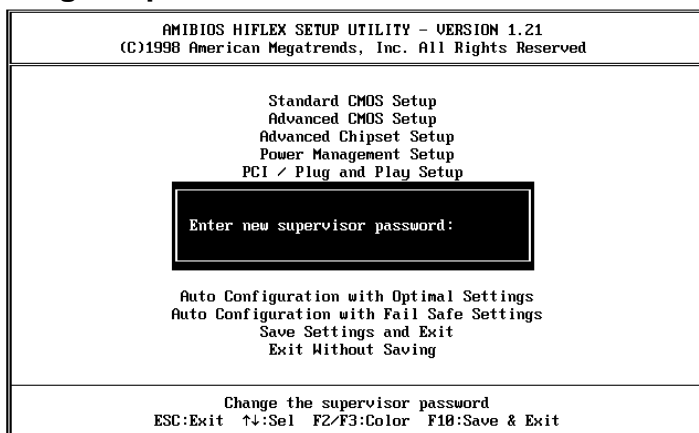 AMIBIOS HIFLEX SETUP UTILITY - VERSION 1.21
(C)1998 American Megatrends, Inc. All Rights Reserved
Standard CMOS Setup
Advanced CMOS Setup
Advanced Chipset Setup
Power Management Setup
PCI / Plug and Play Setup
Enter new supervisor password:
Auto Configuration with Optimal Settings
Auto Configuration with Fail Safe Settings
Save Settings and Exit
Exit Without Saving
Change the supervisor password
ESC:Exit ↑↓:Sel F2/F3:Color F10:Save & Exit